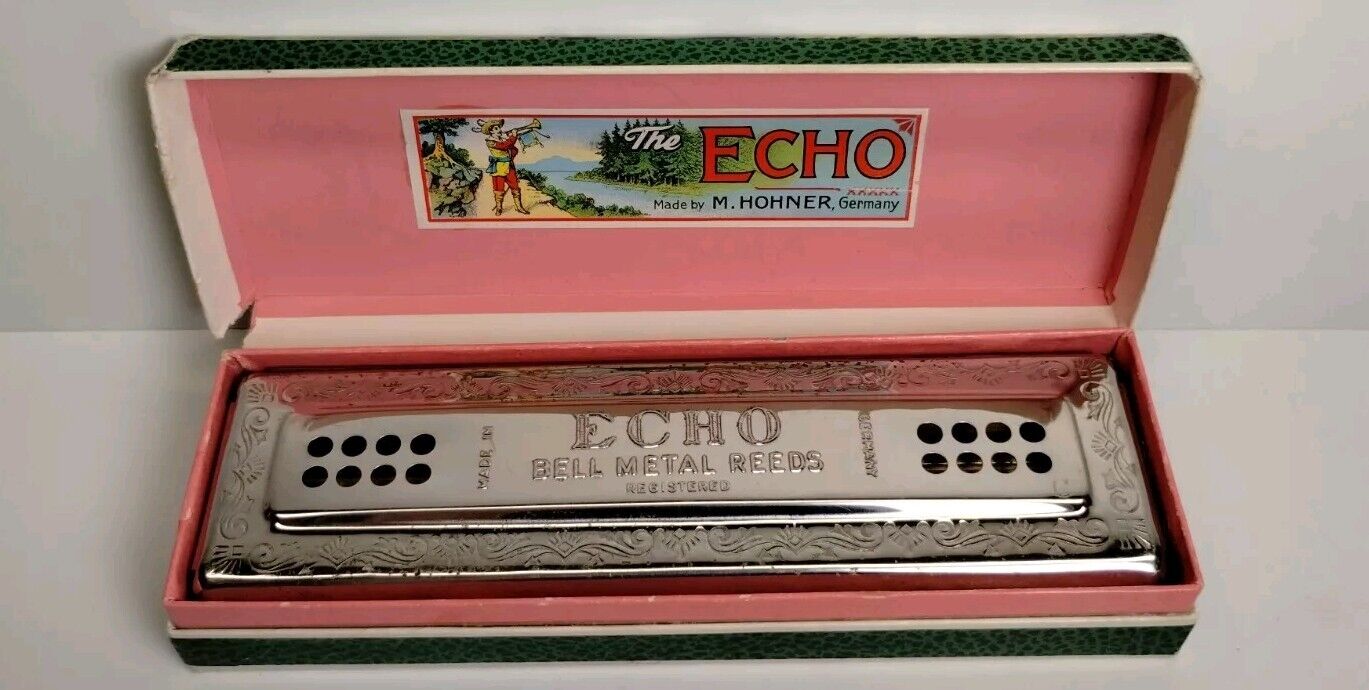 The ECHO
Made by M. HOHNER, Germany
ECHO
MADE IN
BELL METAL REEDS
GERMANY
REGISTERED